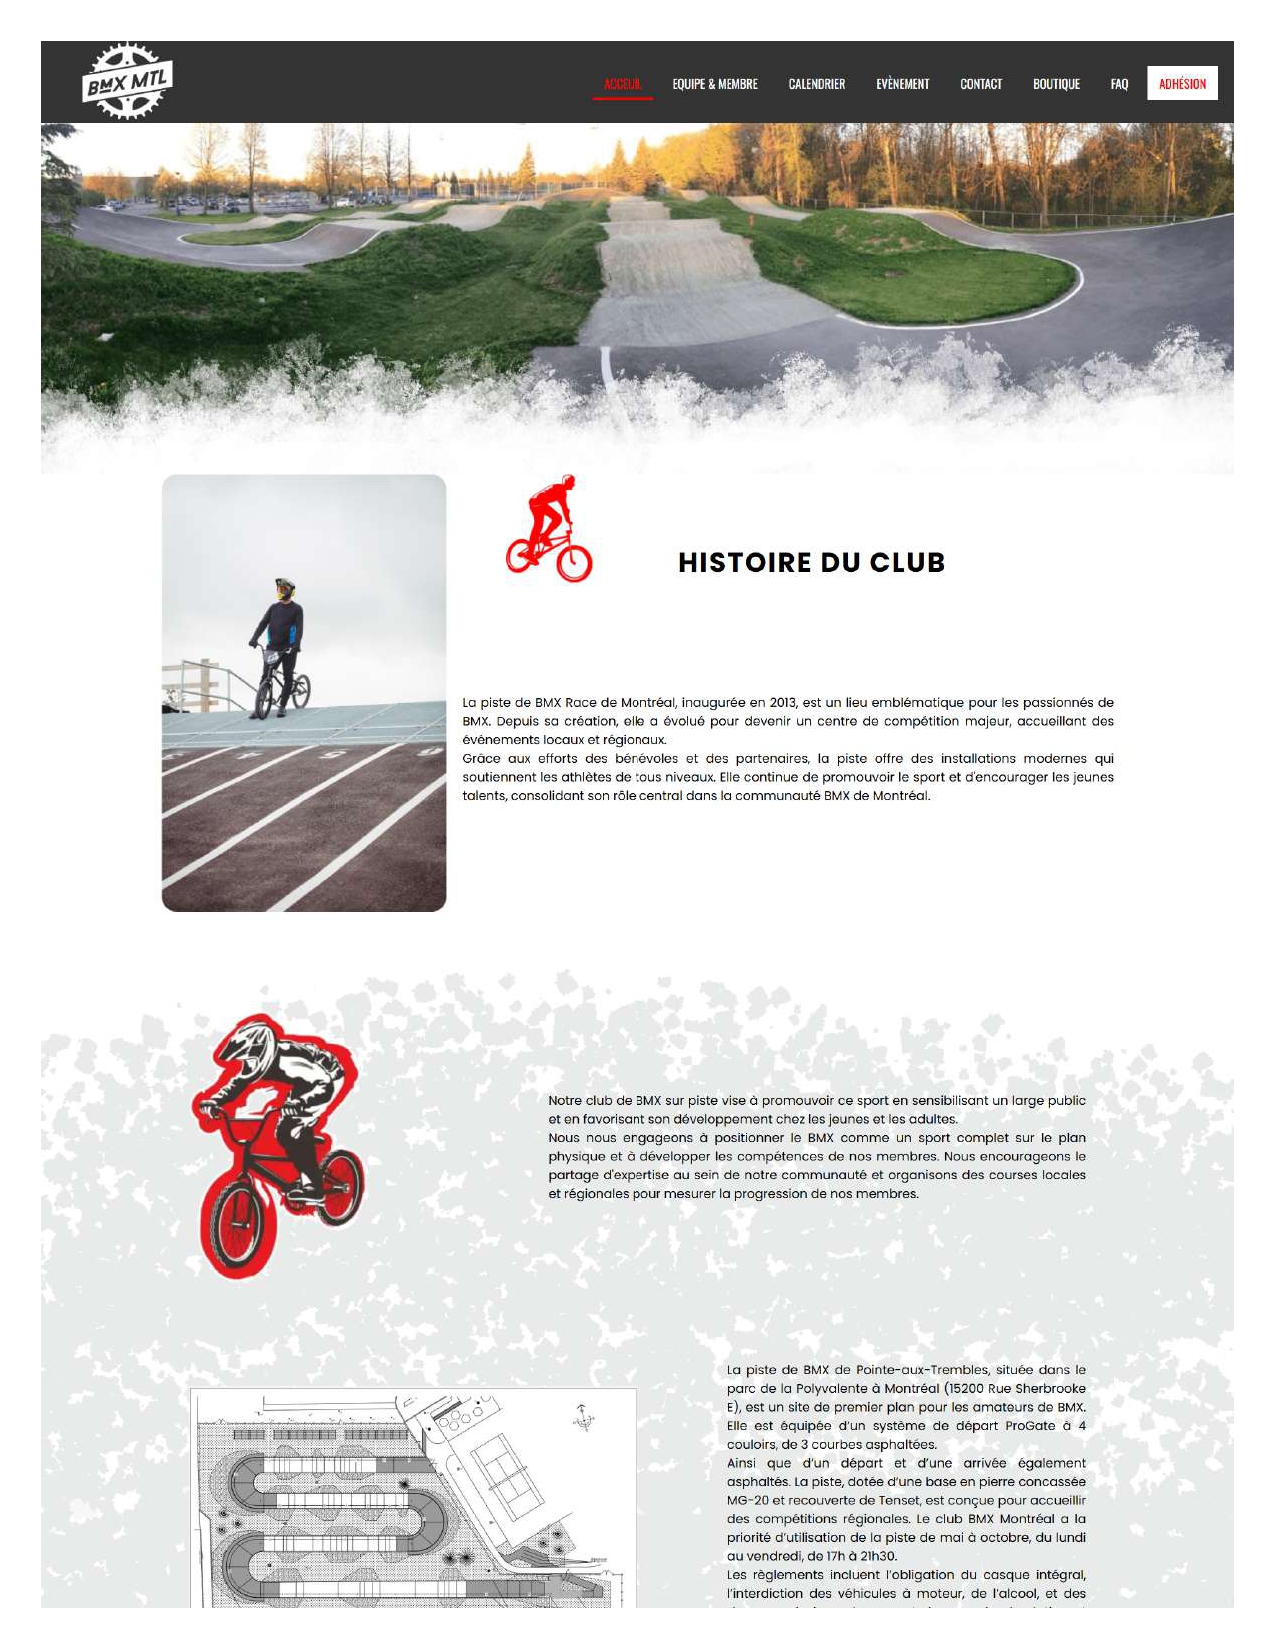 BMX MTL
ACCEUIL EQUIPE & MEMBRE CALENDRIER EVÈNEMENT CONTACT BOUTIQUE FAQ ADHÉSION
HISTOIRE DU CLUB
La piste de BMX Race de Montréal, inaugurée en 2013, est un lieu emblématique pour les passionnés de
BMX. Depuis sa création, elle a évolué pour devenir un centre de compétition majeur, accueillant des
événements locaux et régionaux.
Grâce aux efforts des bénévoles et des partenaires, la piste offre des installations modernes qui
soutiennent les athlètes de tous niveaux. Elle continue de promouvoir le sport et d'encourager les jeunes
talents, consolidant son rôle central dans la communauté BMX de Montréal.
Notre club de BMX sur piste vise à promouvoir ce sport en sensibilisant un large public
et en favorisant son développement chez les jeunes et les adultes.
Nous nous engageons à positionner le BMX comme un sport complet sur le plan
physique et à développer les compétences de nos membres. Nous encourageons le
partage d'expertise au sein de notre communauté et organisons des courses locales
et régionales pour mesurer la progression de nos membres.
La piste de BMX de Pointe-aux-Trembles, située dans le
parc de la Polyvalente à Montréal (15200 Rue Sherbrooke
E), est un site de premier plan pour les amateurs de BMX.
Elle est équipée d'un système de départ ProGate à 4
couloirs, de 3 courbes asphaltées.
Ainsi que d'un départ et d'une arrivée également
asphaltés. La piste, dotée d'une base en pierre concassée
MG-20 et recouverte de Tenset, est conçue pour accueillir
des compétitions régionales. Le club BMX Montréal a la
priorité d'utilisation de la piste de mai à octobre, du lundi
au vendredi, de 17h à 21h30.
Les règlements incluent l'obligation du casque intégral,
l'interdiction des véhicules à moteur, de l'alcool, et des